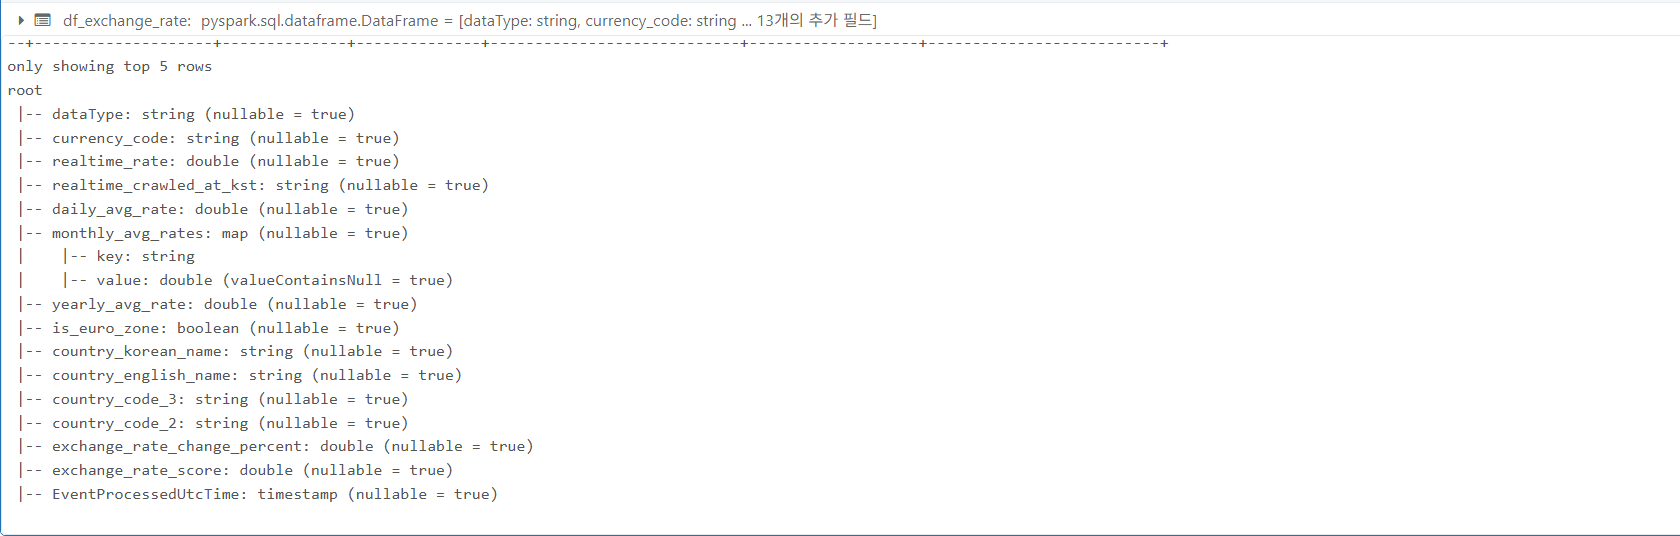 df_exchange_rate: pyspark.sql.dataframe.DataFrame = [dataType: string, currency_code: string ... 13개의 추가 필드]
--+--------------------+--------------+--------------+----------------------------+-------------------+--------------------------+
only showing top 5 rows
root
 |-- dataType: string (nullable = true)
 |-- currency_code: string (nullable = true)
 |-- realtime_rate: double (nullable = true)
 |-- realtime_crawled_at_kst: string (nullable = true)
 |-- daily_avg_rate: double (nullable = true)
 |-- monthly_avg_rates: map (nullable = true)
 |    |-- key: string
 |    |-- value: double (valueContainsNull = true)
 |-- yearly_avg_rate: double (nullable = true)
 |-- is_euro_zone: boolean (nullable = true)
 |-- country_korean_name: string (nullable = true)
 |-- country_english_name: string (nullable = true)
 |-- country_code_3: string (nullable = true)
 |-- country_code_2: string (nullable = true)
 |-- exchange_rate_change_percent: double (nullable = true)
 |-- exchange_rate_score: double (nullable = true)
 |-- EventProcessedUtcTime: timestamp (nullable = true)